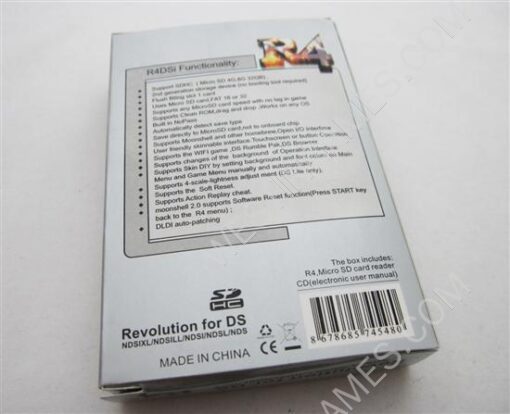 R4
R4DSi Functionality:
Support SDHC ( Micro SD 4G,8G 32GB)
2nd generation storage device (no booting tool required)
Flush fitting slot 1 card
Uses Micro SD card,FAT 16 or 32
Supports any MicroSD card speed with no lag in game
Supports Clean ROM,drag and drop ,Works on any OS
Built in NoPass
Automatically detect save type
Save directly to MicroSD card,not to onboard chip.
Supports Moonshell and other homebrew.Open I/O interface
User friendly skinnable interface Touchscreen or button
Supports the WIFI game ,DS Rumble Pak,DS Browser
Supports changes of the background of Operation Interface
Supports Skin DIY by setting background and font color on Main
Menu and Game Menu manually and automatically
Supports 4-scale-lightness adjust ment (DS Lite only).
Supports the Soft Reset.
Supports Action Replay cheat.
moonshell 2.0 supports Software Reset function(Press START key
back to the R4 menu) ;
DLDI auto-patching
The box includes:
R4,Micro SD card reader
CD(electronic user manual)
SD
HC
Revolution for DS
NDSIXL/NDSILL/NDSI/NDSL/NDS
MADE IN CHINA
CE
8 678685 745480